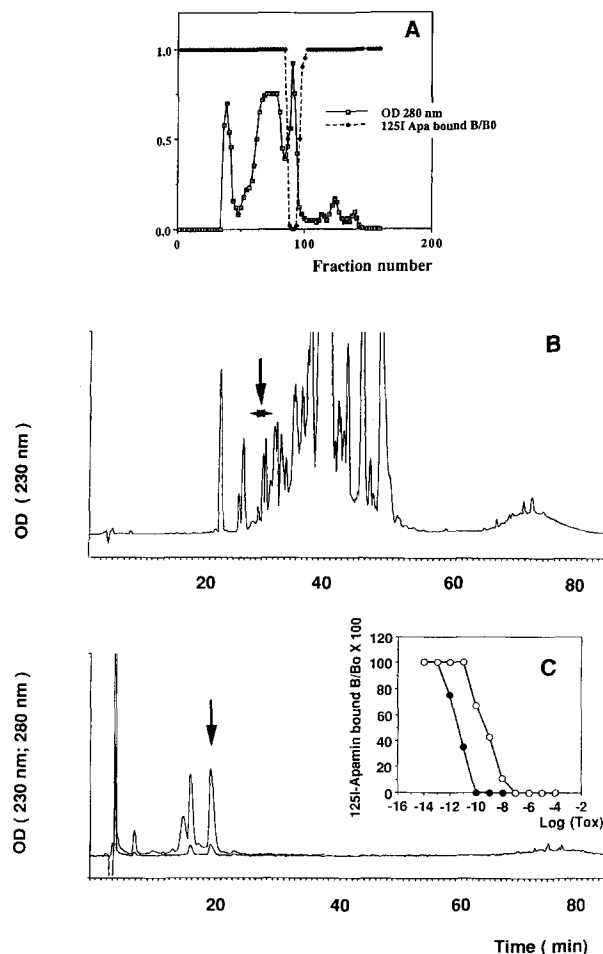 A
1.0
0.5
0.0
OD 280 nm
125I Apa bound B/B0
0 100 200
Fraction number
B
OD ( 230 nm)
20 40 60 80
C
125I-Apamin bound B/Bo X 100
120
100
80
60
40
20
0
-16 -14 -12 -10 -8 -6 -4 -2
Log (Tox)
OD (230 nm; 280 nm)
20 40 60 80
Time ( min)